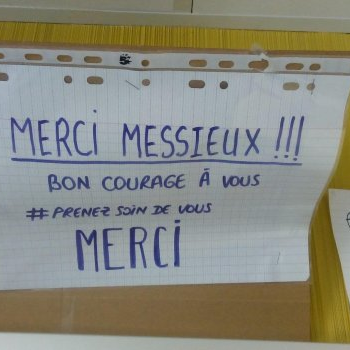 MERCi MESSIEUX !!!
BON COURAGE À VOUS
# PRENEZ SOIN DE VOUS
MERCi